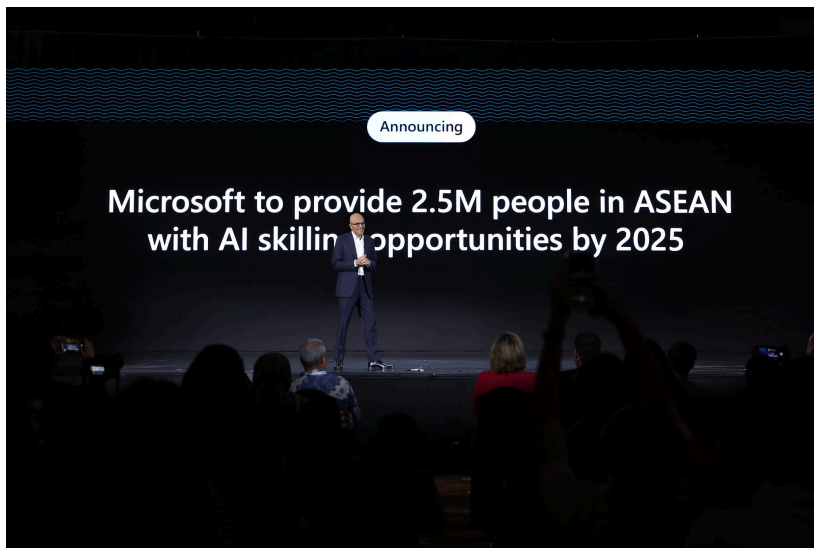 Announcing
Microsoft to provide 2.5M people in ASEAN
with AI skilling opportunities by 2025